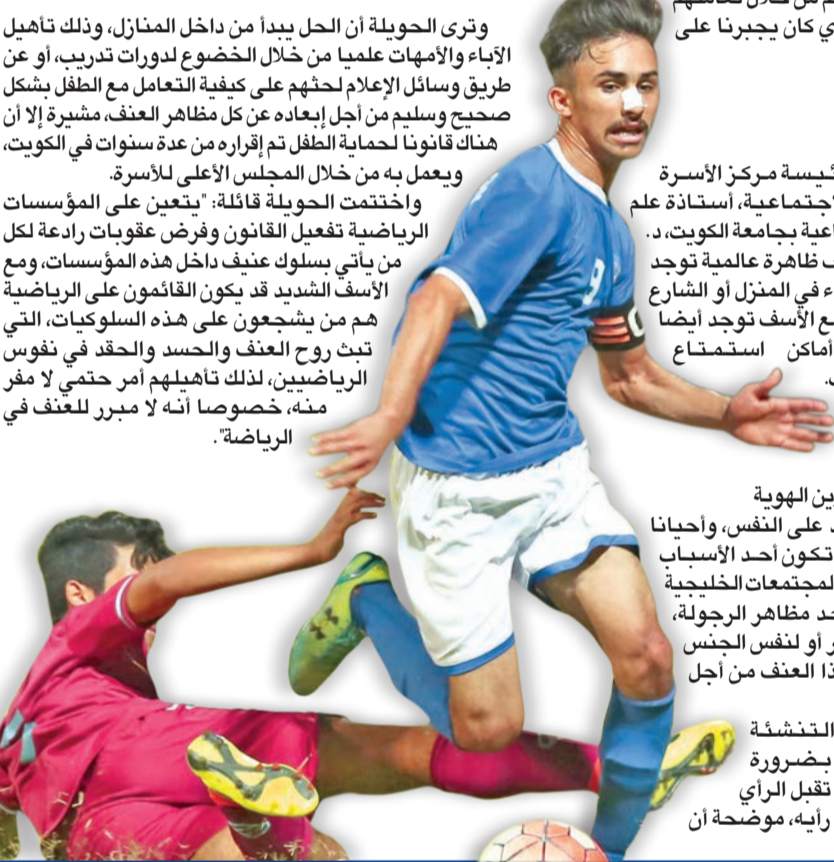 ي كان يجبرنا على
ئيسة مركز الأسرة
جتماعية، أستاذة علم
اعية بجامعة الكويت، د.
ف ظاهرة عالمية توجد
ء في المنزل أو الشارع
ع الأسف توجد أيضا
أماكن استمتاع
ين الهوية
د على النفس، وأحيانا
تكون أحد الأسباب
لمجتمعات الخليجية
حد مظاهر الرجولة،
ر أو لنفس الجنس
ذا العنف من أجل
التنشئة
بضرورة
تقبل الرأي
رأيه، موضحة أن
وترى الحويلة أن الحل يبدأ من داخل المنازل، وذلك تأهيل
الآباء والأمهات علميا من خلال الخضوع لدورات تدريب، أو عن
طريق وسائل الإعلام لحثهم على كيفية التعامل مع الطفل بشكل
صحيح وسليم من أجل إبعاده عن كل مظاهر العنف، مشيرة إلا أن
هناك قانونا لحماية الطفل تم إقراره من عدة سنوات في الكويت،
ويعمل به من خلال المجلس الأعلى للأسرة.
واختتمت الحويلة قائلة: "يتعين على المؤسسات
الرياضية تفعيل القانون وفرض عقوبات رادعة لكل
من يأتي بسلوك عنيف داخل هذه المؤسسات، ومع
الأسف الشديد قد يكون القائمون على الرياضية
هم من يشجعون على هذه السلوكيات، التي
تبث روح العنف والحسد والحقد في نفوس
الرياضيين، لذلك تأهيلهم أمر حتمي لا مفر
منه، خصوصا أنه لا مبرر للعنف في
الرياضة".
9